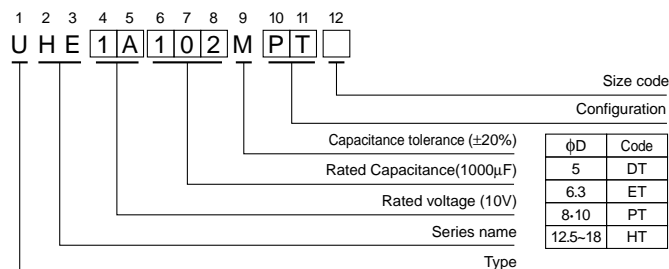 1 2 3 4 5 6 7 8 9 10 11 12
U H E 1 A 1 0 2 M P T
Size code
Configuration
Capacitance tolerance (±20%)
Rated Capacitance(1000µF)
Rated voltage (10V)
Series name
Type
ϕD Code
5 DT
6.3 ET
8•10 PT
12.5~18 HT